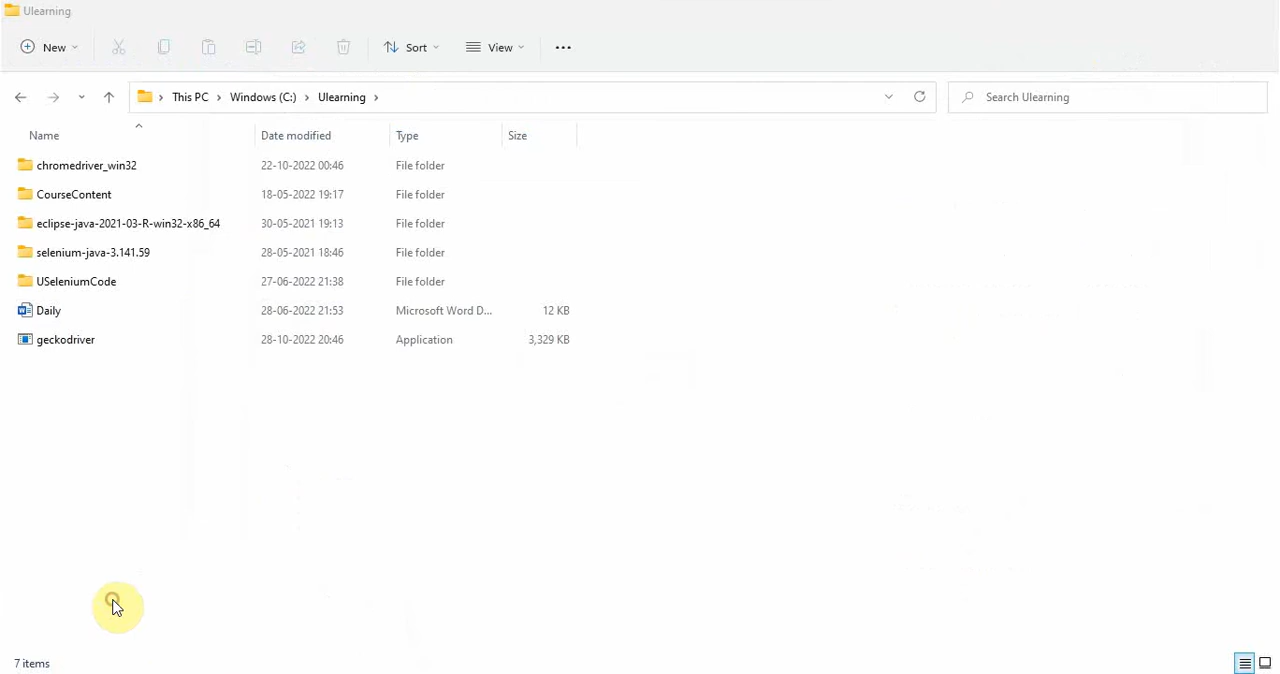 Ulearning
New Sort View ...
This PC Windows (C:) Ulearning Search Ulearning
Name Date modified Type Size
chromedriver_win32 22-10-2022 00:46 File folder
CourseContent 18-05-2022 19:17 File folder
eclipse-java-2021-03-R-win32-x86_64 30-05-2021 19:13 File folder
selenium-java-3.141.59 28-05-2021 18:46 File folder
USeleniumCode 27-06-2022 21:38 File folder
Daily 28-06-2022 21:53 Microsoft Word D... 12 KB
geckodriver 28-10-2022 20:46 Application 3,329 KB
7 items